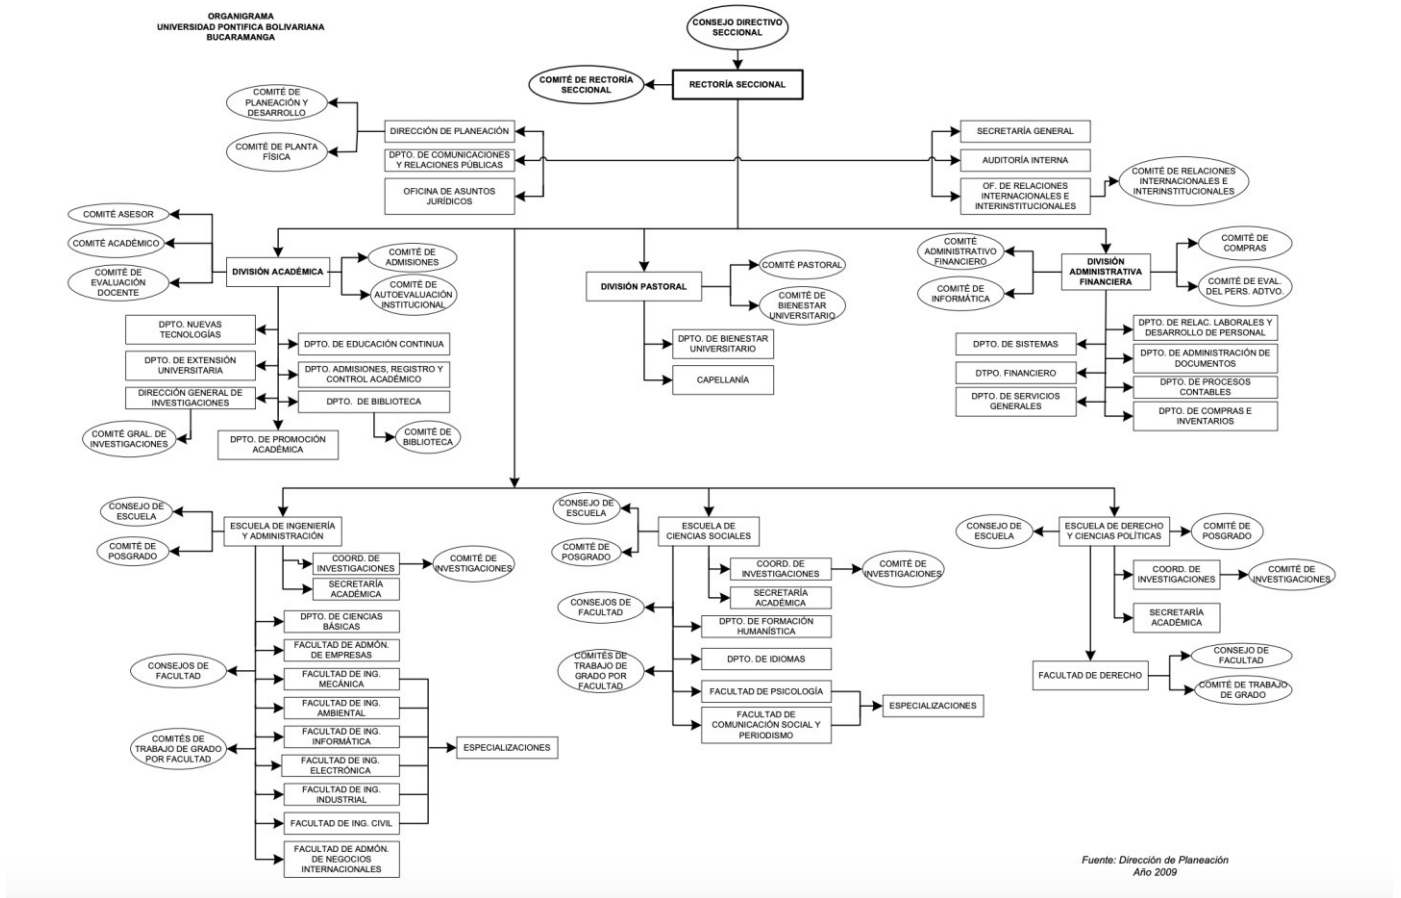 ORGANIGRAMA
UNIVERSIDAD PONTIFICA BOLIVARIANA
BUCARAMANGA
CONSEJO DIRECTIVO
SECCIONAL
COMITÉ DE RECTORÍA
SECCIONAL
RECTORÍA SECCIONAL
COMITÉ DE
PLANEACIÓN Y
DESARROLLO
COMITÉ DE PLANTA
FÍSICA
DIRECCIÓN DE PLANEACIÓN
DPTO. DE COMUNICACIONES
Y RELACIONES PÚBLICAS
OFICINA DE ASUNTOS
JURÍDICOS
SECRETARÍA GENERAL
AUDITORÍA INTERNA
OF. DE RELACIONES
INTERNACIONALES E
INTERINSTITUCIONALES
COMITÉ DE RELACIONES
INTERNACIONALES E
INTERINSTITUCIONALES
COMITÉ ASESOR
COMITÉ ACADÉMICO
COMITÉ DE
EVALUACIÓN
DOCENTE
DIVISIÓN ACADÉMICA
COMITÉ DE
ADMISIONES
COMITÉ DE
AUTOEVALUACIÓN
INSTITUCIONAL
DIVISIÓN PASTORAL
COMITÉ PASTORAL
COMITÉ DE
BIENESTAR
UNIVERSITARIO
COMITÉ
ADMINISTRATIVO
FINANCIERO
COMITÉ DE
INFORMÁTICA
DIVISIÓN
ADMINISTRATIVA
FINANCIERA
COMITÉ DE
COMPRAS
COMITÉ DE EVAL.
DEL PERS. ADTVO.
DPTO. NUEVAS
TECNOLOGÍAS
DPTO. DE EXTENSIÓN
UNIVERSITARIA
DIRECCIÓN GENERAL DE
INVESTIGACIONES
COMITÉ GRAL. DE
INVESTIGACIONES
DPTO. DE EDUCACIÓN CONTINUA
DPTO. ADMISIONES, REGISTRO Y
CONTROL ACADÉMICO
DPTO. DE BIBLIOTECA
DPTO. DE PROMOCIÓN
ACADÉMICA
COMITÉ DE
BIBLIOTECA
DPTO. DE BIENESTAR
UNIVERSITARIO
CAPELLANÍA
DPTO. DE SISTEMAS
DTPO. FINANCIERO
DPTO. DE SERVICIOS
GENERALES
DPTO. DE RELAC. LABORALES Y
DESARROLLO DE PERSONAL
DPTO. DE ADMINISTRACIÓN DE
DOCUMENTOS
DPTO. DE PROCESOS
CONTABLES
DPTO. DE COMPRAS E
INVENTARIOS
CONSEJO DE
ESCUELA
COMITÉ DE
POSGRADO
ESCUELA DE INGENIERÍA
Y ADMINISTRACIÓN
COORD. DE
INVESTIGACIONES
COMITÉ DE
INVESTIGACIONES
SECRETARÍA
ACADÉMICA
DPTO. DE CIENCIAS
BÁSICAS
FACULTAD DE ADMÓN.
DE EMPRESAS
FACULTAD DE ING.
MECÁNICA
FACULTAD DE ING.
AMBIENTAL
FACULTAD DE ING.
INFORMÁTICA
FACULTAD DE ING.
ELECTRÓNICA
FACULTAD DE ING.
INDUSTRIAL
FACULTAD DE ING. CIVIL
FACULTAD DE ADMÓN.
DE NEGOCIOS
INTERNACIONALES
CONSEJOS DE
FACULTAD
COMITÉS DE
TRABAJO DE GRADO
POR FACULTAD
ESPECIALIZACIONES
CONSEJO DE
ESCUELA
COMITÉ DE
POSGRADO
ESCUELA DE
CIENCIAS SOCIALES
COORD. DE
INVESTIGACIONES
COMITÉ DE
INVESTIGACIONES
SECRETARÍA
ACADÉMICA
CONSEJOS DE
FACULTAD
COMITÉS DE
TRABAJO DE
GRADO POR
FACULTAD
DPTO. DE FORMACIÓN
HUMANÍSTICA
DPTO. DE IDIOMAS
FACULTAD DE PSICOLOGÍA
FACULTAD DE
COMUNICACIÓN SOCIAL Y
PERIODISMO
ESPECIALIZACIONES
CONSEJO DE
ESCUELA
ESCUELA DE DERECHO
Y CIENCIAS POLÍTICAS
COMITÉ DE
POSGRADO
COORD. DE
INVESTIGACIONES
COMITÉ DE
INVESTIGACIONES
SECRETARÍA
ACADÉMICA
FACULTAD DE DERECHO
CONSEJO DE
FACULTAD
COMITÉ DE TRABAJO
DE GRADO
Fuente: Dirección de Planeación
Año 2009